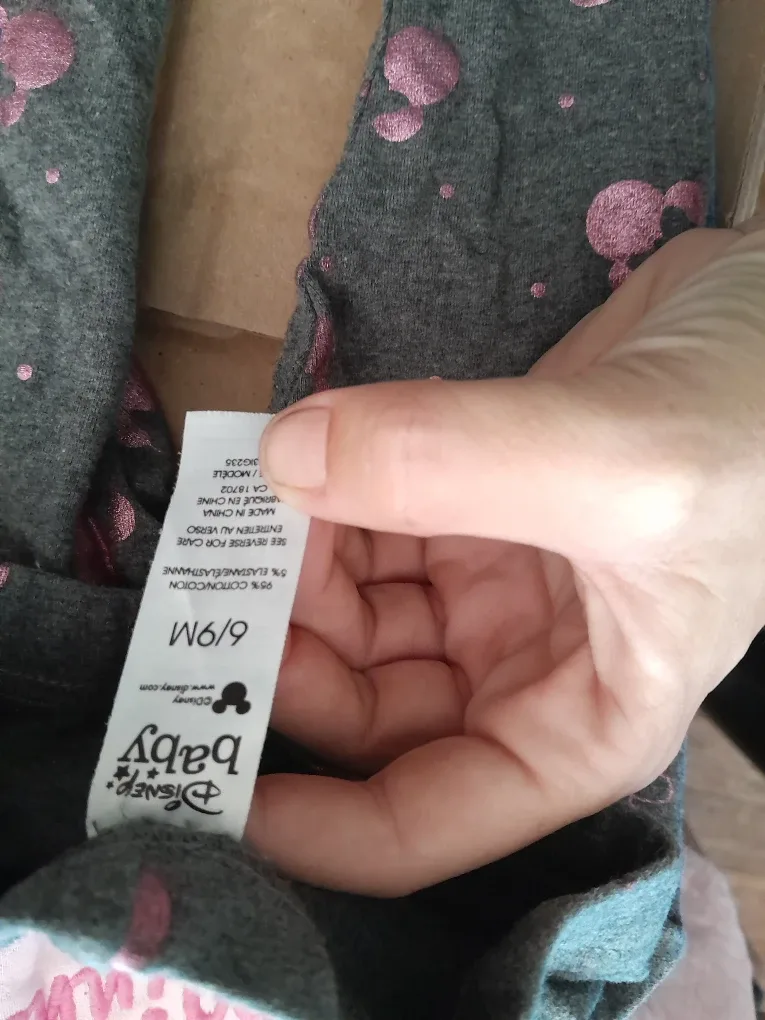 Disney
baby
©Disney
www.disney.com
6/9M
95% COTTON/COTON
5% ELASTANE/ÉLASTHANNE
SEE REVERSE FOR CARE
ENTRETIEN AU VERSO
MADE IN CHINA
EN CHINE
CA 18702
/ MODÈLE